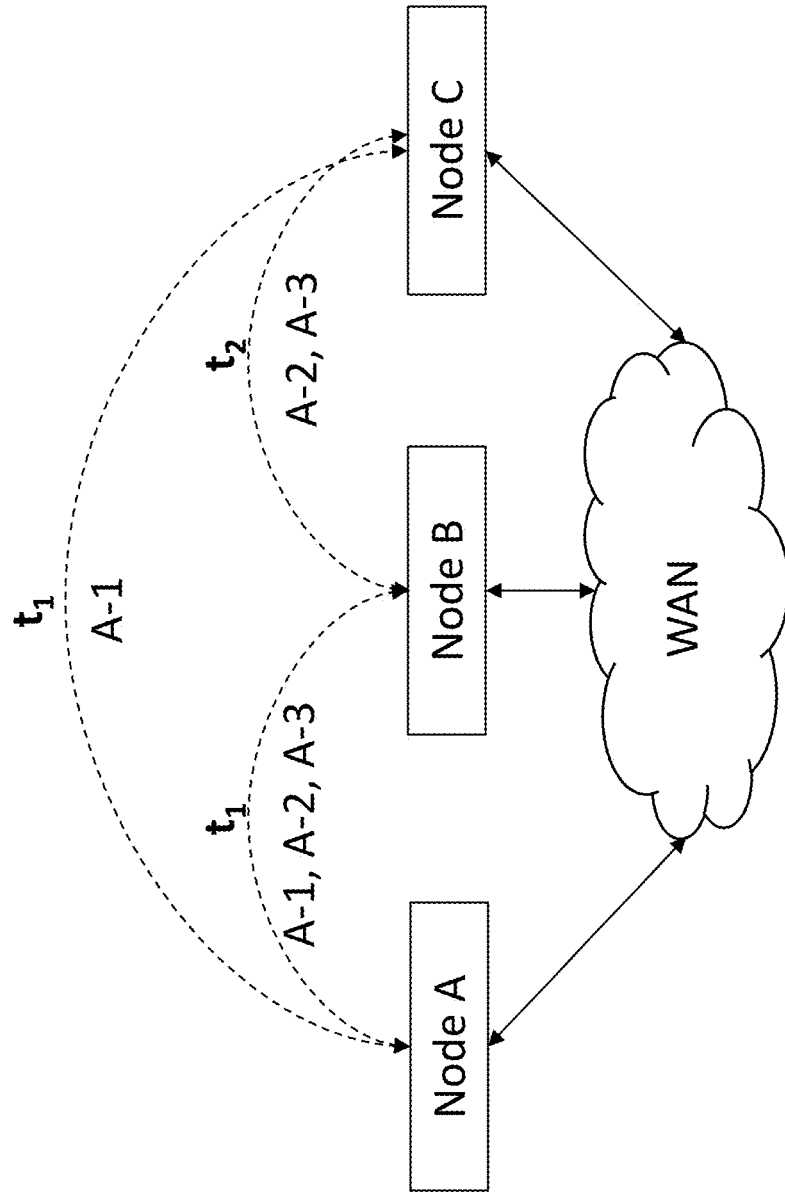 t1
A-1
t1
A-1, A-2, A-3
t2
A-2, A-3
Node A
Node B
Node C
WAN